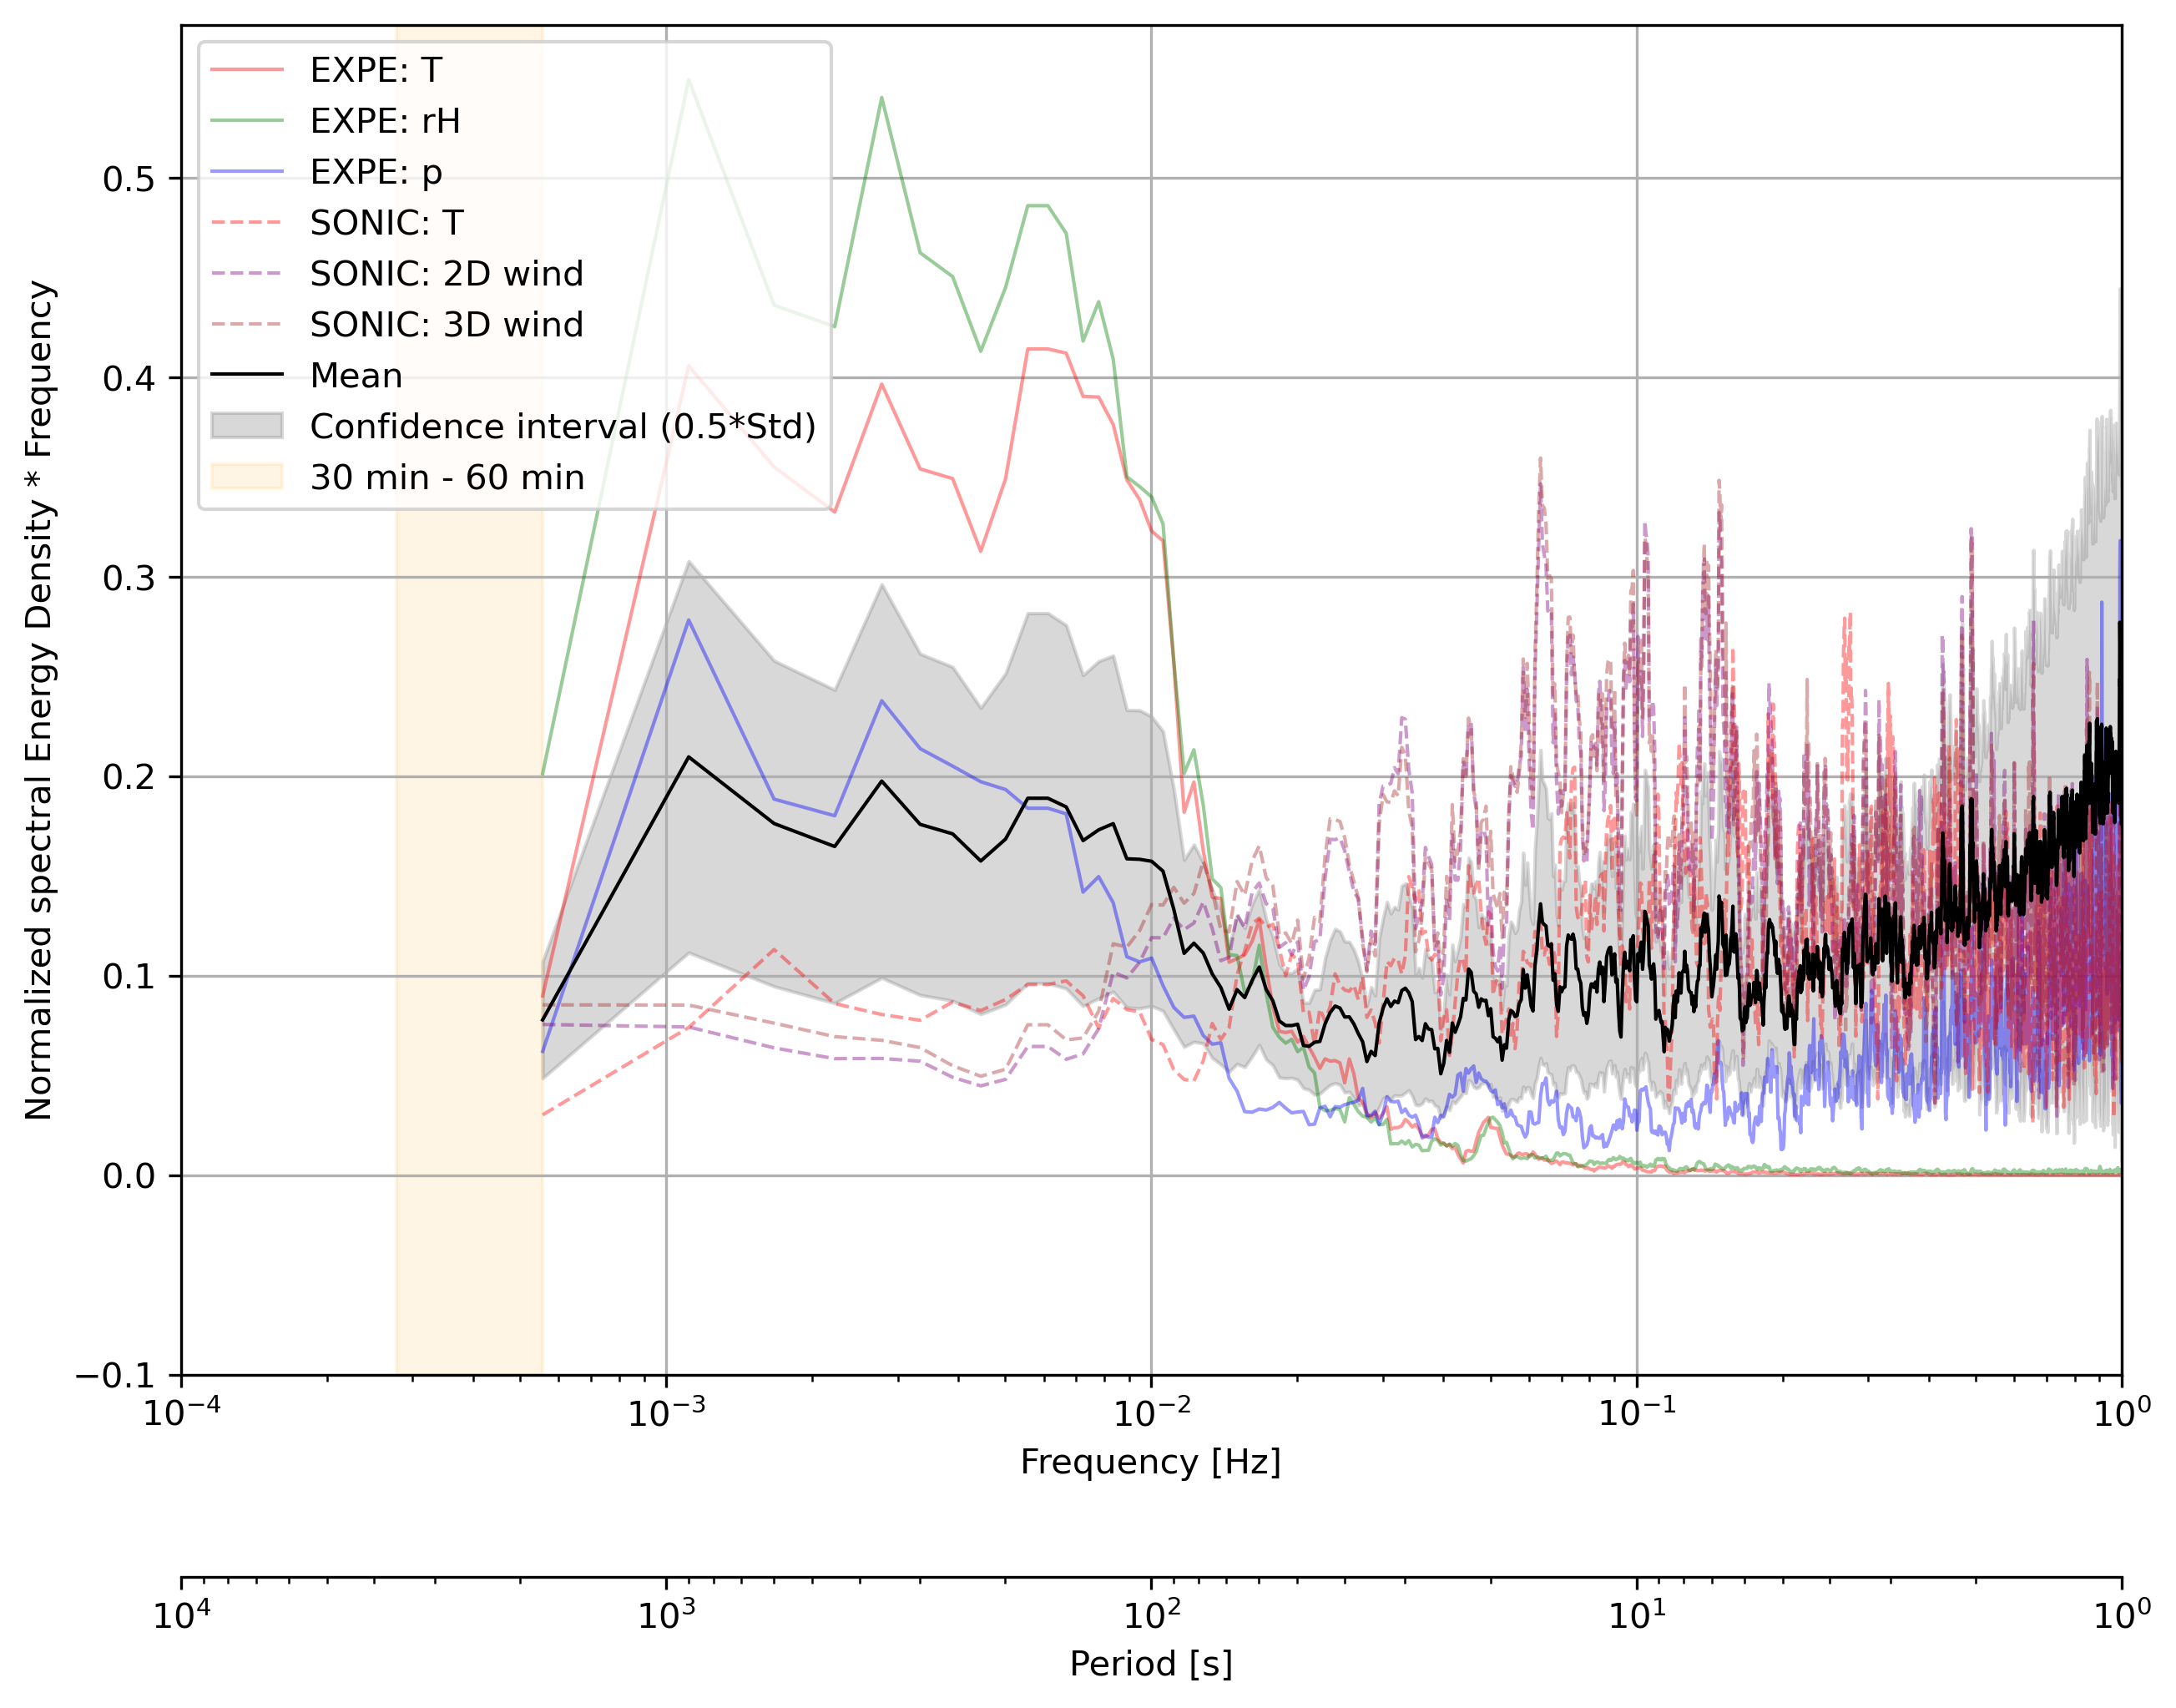 EXPE: T
EXPE: rH
EXPE: p
SONIC: T
SONIC: 2D wind
SONIC: 3D wind
Mean
Confidence interval (0.5*Std)
30 min - 60 min
Normalized spectral Energy Density * Frequency
0.5
0.4
0.3
0.2
0.1
0.0
−0.1
10⁻⁴ 10⁻³ 10⁻² 10⁻¹ 10⁰
Frequency [Hz]
10⁴ 10³ 10² 10¹ 10⁰
Period [s]